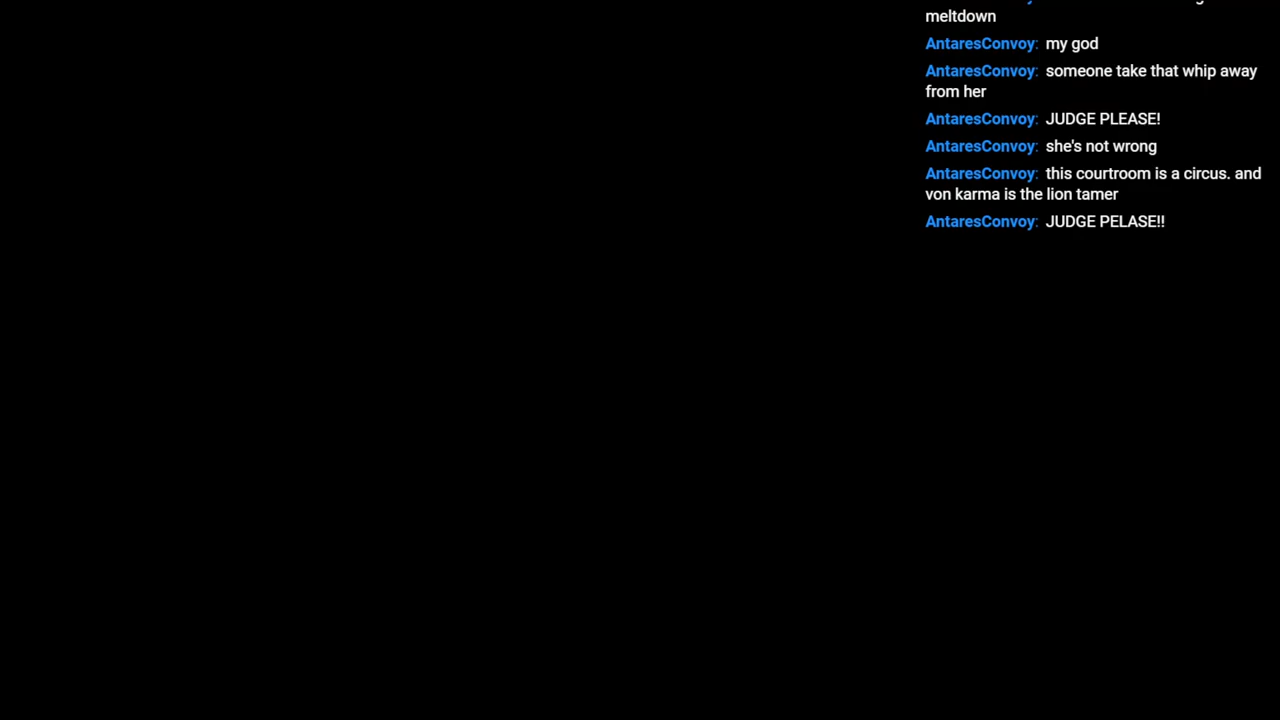 meltdown
AntaresConvoy: my god
AntaresConvoy: someone take that whip away
from her
AntaresConvoy: JUDGE PLEASE!
AntaresConvoy: she's not wrong
AntaresConvoy: this courtroom is a circus. and
von karma is the lion tamer
AntaresConvoy: JUDGE PELASE!!